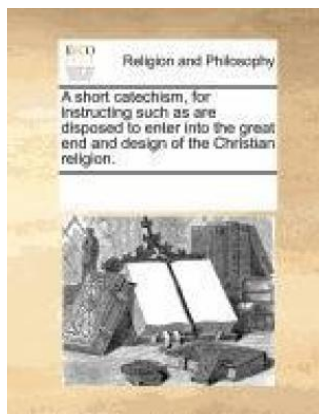 ECCO
Religion and Philosophy
A short catechism, for
instructing such as are
disposed to enter into the great
end and design of the Christian
religion.